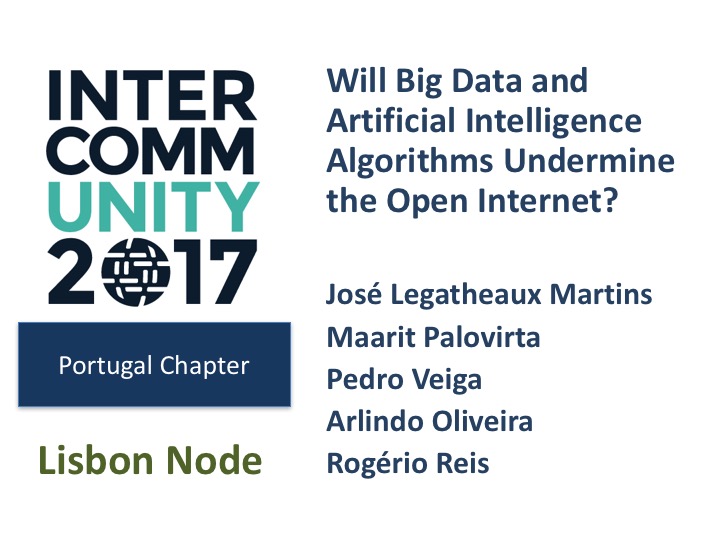 INTER
COMM
UNITY
2017
Portugal Chapter
Lisbon Node
Will Big Data and
Artificial Intelligence
Algorithms Undermine
the Open Internet?
José Legatheaux Martins
Maarit Palovirta
Pedro Veiga
Arlindo Oliveira
Rogério Reis